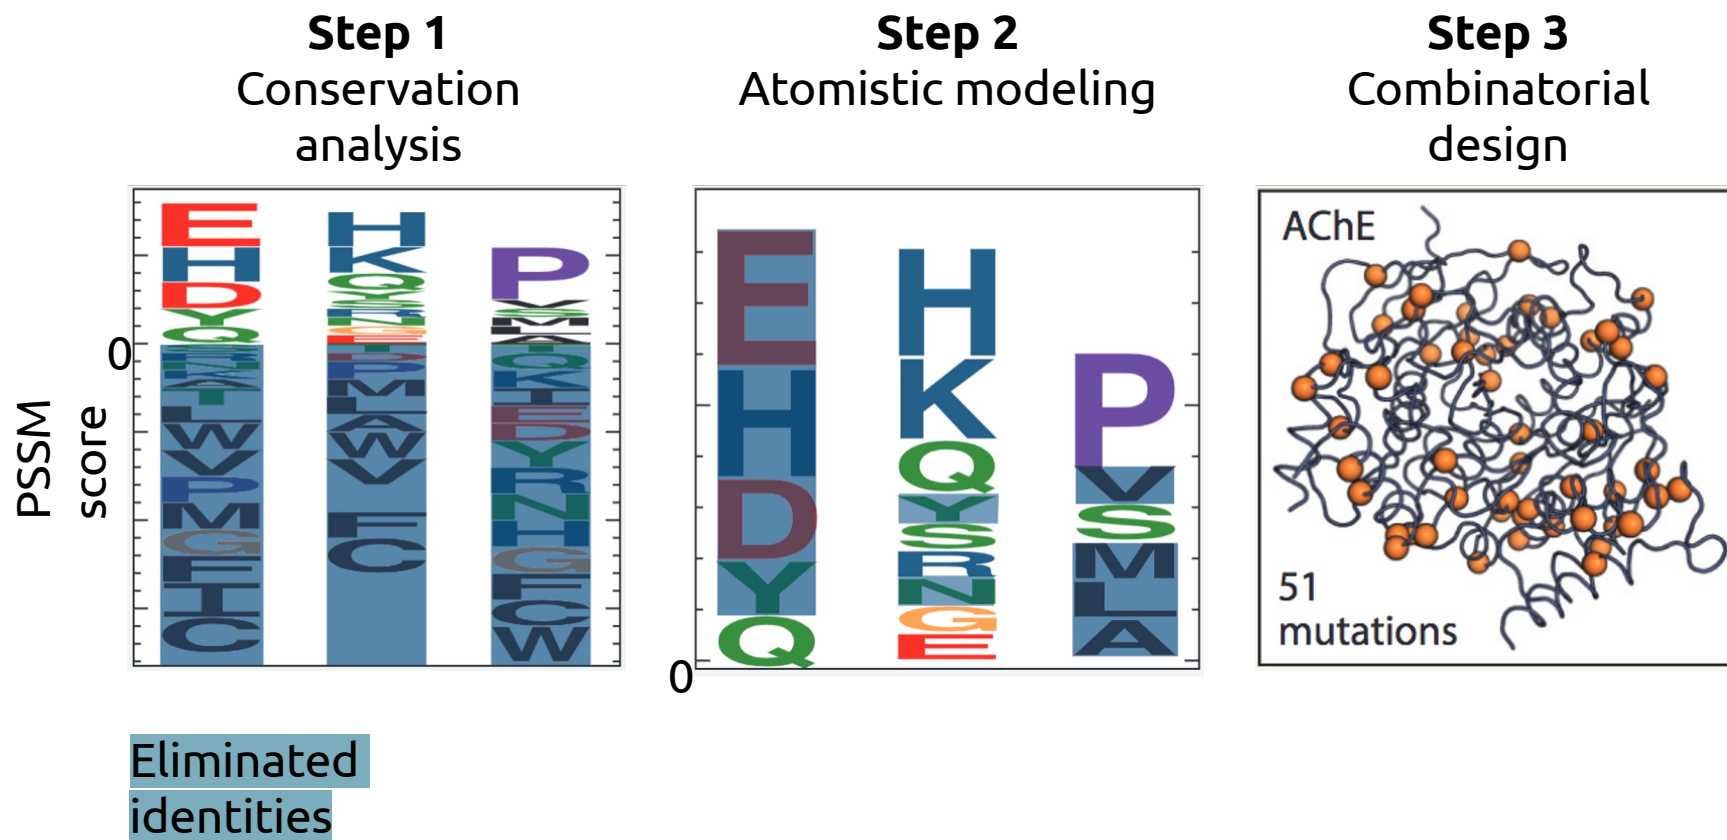 Step 1
Conservation
analysis
Step 2
Atomistic modeling
Step 3
Combinatorial
design
PSSM
score
0
E
H
D
Y
Q
A
T
L
W
V
P
M
G
F
I
C
H
K
Q
Y
S
R
N
G
E
P
M
L
A
W
V
F
C
P
V
S
M
L
A
Q
K
I
E
D
Y
R
N
H
G
F
C
W
0
E
H
D
Y
Q
H
K
Q
Y
S
R
N
G
E
P
V
S
M
L
A
AChE
51
mutations
Eliminated
identities